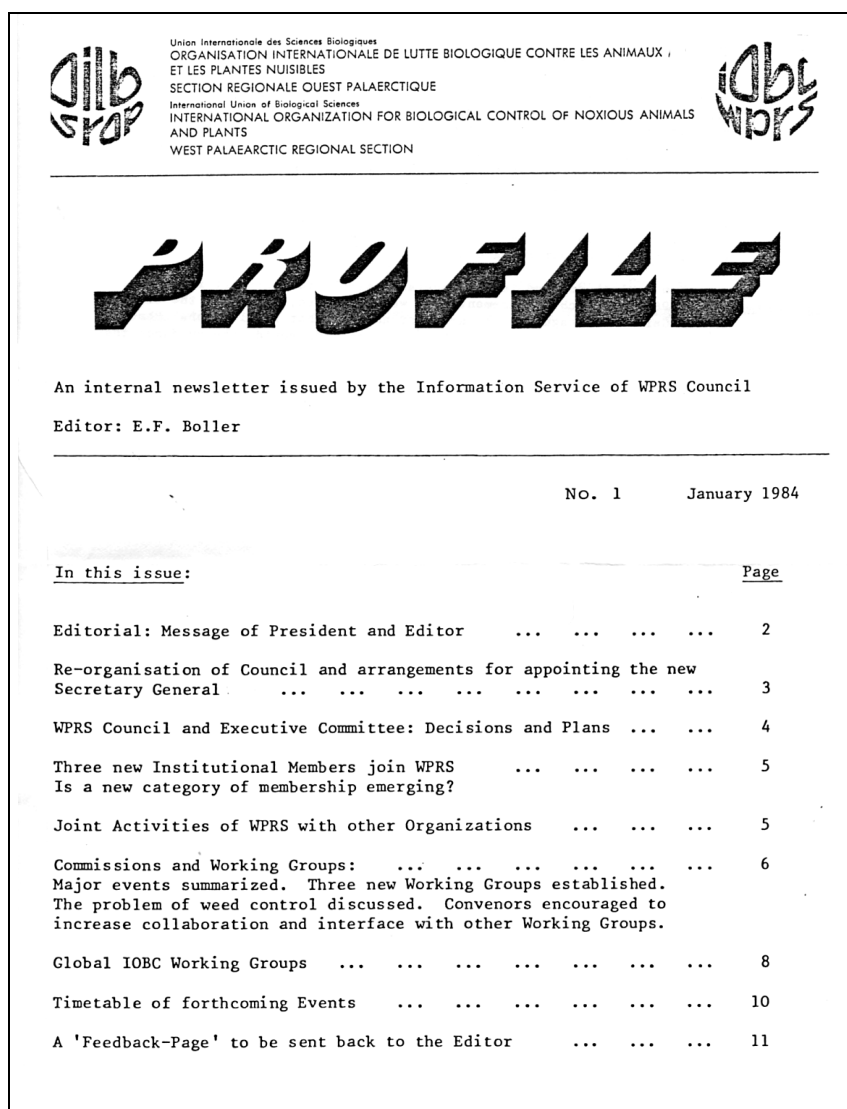 oilb
srop
Union Internationale des Sciences Biologiques
ORGANISATION INTERNATIONALE DE LUTTE BIOLOGIQUE CONTRE LES ANIMAUX
ET LES PLANTES NUISIBLES
SECTION REGIONALE OUEST PALAERCTIQUE
International Union of Biological Sciences
INTERNATIONAL ORGANIZATION FOR BIOLOGICAL CONTROL OF NOXIOUS ANIMALS
AND PLANTS
WEST PALAEARCTIC REGIONAL SECTION
iobc
wprs
PROFILE
An internal newsletter issued by the Information Service of WPRS Council
Editor: E.F. Boller
No. 1 January 1984
In this issue: Page
Editorial: Message of President and Editor ... ... ... ... 2
Re-organisation of Council and arrangements for appointing the new
Secretary General ... ... ... ... ... ... ... ... 3
WPRS Council and Executive Committee: Decisions and Plans ... ... 4
Three new Institutional Members join WPRS ... ... ... ... 5
Is a new category of membership emerging?
Joint Activities of WPRS with other Organizations ... ... ... 5
Commissions and Working Groups: ... ... ... ... ... ... 6
Major events summarized. Three new Working Groups established.
The problem of weed control discussed. Convenors encouraged to
increase collaboration and interface with other Working Groups.
Global IOBC Working Groups ... ... ... ... ... ... ... 8
Timetable of forthcoming Events ... ... ... ... ... ... 10
A 'Feedback-Page' to be sent back to the Editor ... ... ... 11